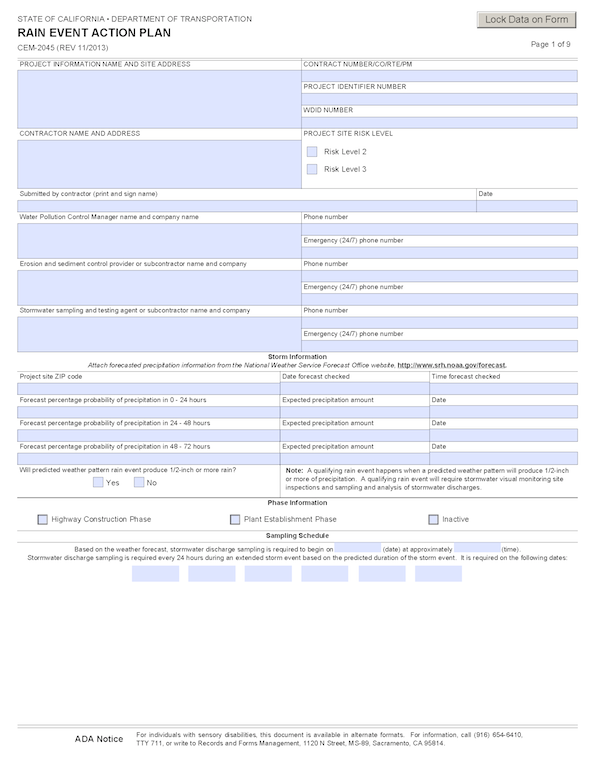 STATE OF CALIFORNIA • DEPARTMENT OF TRANSPORTATION
Lock Data on Form
RAIN EVENT ACTION PLAN
CEM-2045 (REV 11/2013)
Page 1 of 9
PROJECT INFORMATION NAME AND SITE ADDRESS
CONTRACT NUMBER/CO/RTE/PM
PROJECT IDENTIFIER NUMBER
WDID NUMBER
CONTRACTOR NAME AND ADDRESS
PROJECT SITE RISK LEVEL
Risk Level 2
Risk Level 3
Submitted by contractor (print and sign name)
Date
Water Pollution Control Manager name and company name
Phone number
Emergency (24/7) phone number
Erosion and sediment control provider or subcontractor name and company
Phone number
Emergency (24/7) phone number
Stormwater sampling and testing agent or subcontractor name and company
Phone number
Emergency (24/7) phone number
Storm Information
Attach forecasted precipitation information from the National Weather Service Forecast Office website, http://www.srh.noaa.gov/forecast.
Project site ZIP code
Date forecast checked
Time forecast checked
Forecast percentage probability of precipitation in 0 - 24 hours
Expected precipitation amount
Date
Forecast percentage probability of precipitation in 24 - 48 hours
Expected precipitation amount
Date
Forecast percentage probability of precipitation in 48 - 72 hours
Expected precipitation amount
Date
Will predicted weather pattern rain event produce 1/2-inch or more rain?
Yes
No
Note: A qualifying rain event happens when a predicted weather pattern will produce 1/2-inch
or more of precipitation. A qualifying rain event will require stormwater visual monitoring site
inspections and sampling and analysis of stormwater discharges.
Phase Information
Highway Construction Phase
Plant Establishment Phase
Inactive
Sampling Schedule
Based on the weather forecast, stormwater discharge sampling is required to begin on (date) at approximately (time).
Stormwater discharge sampling is required every 24 hours during an extended storm event based on the predicted duration of the storm event. It is required on the following dates:
ADA Notice
For individuals with sensory disabilities, this document is available in alternate formats. For information, call (916) 654-6410,
TTY 711, or write to Records and Forms Management, 1120 N Street, MS-89, Sacramento, CA 95814.